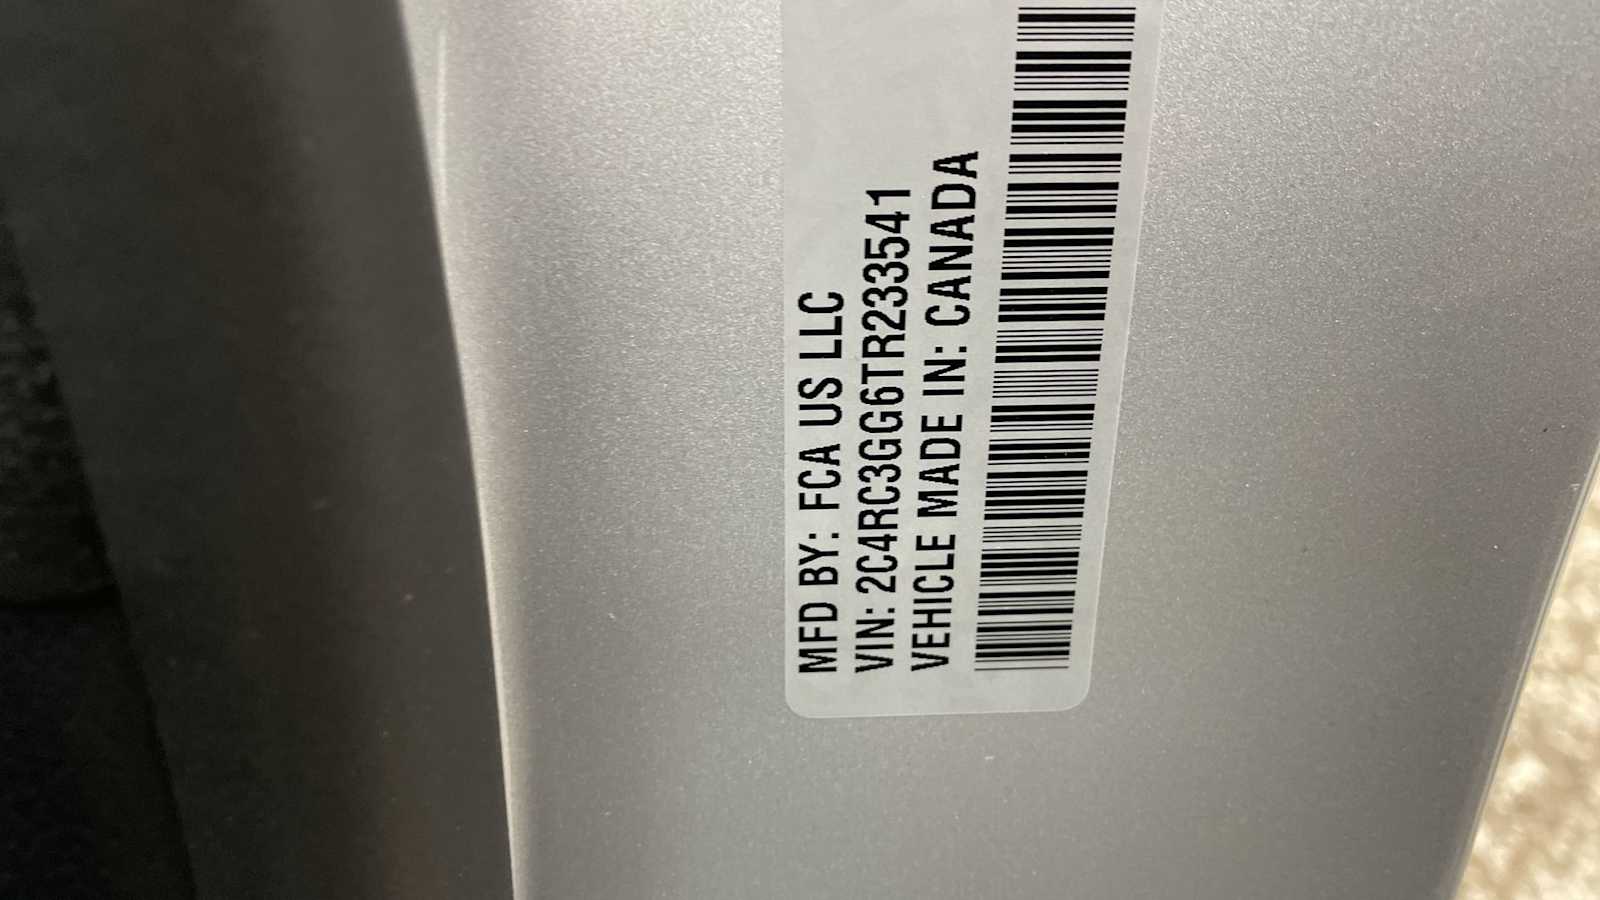 MFD BY: FCA US LLC
VIN: 2C4RC3GG6TR233541
VEHICLE MADE IN: CANADA